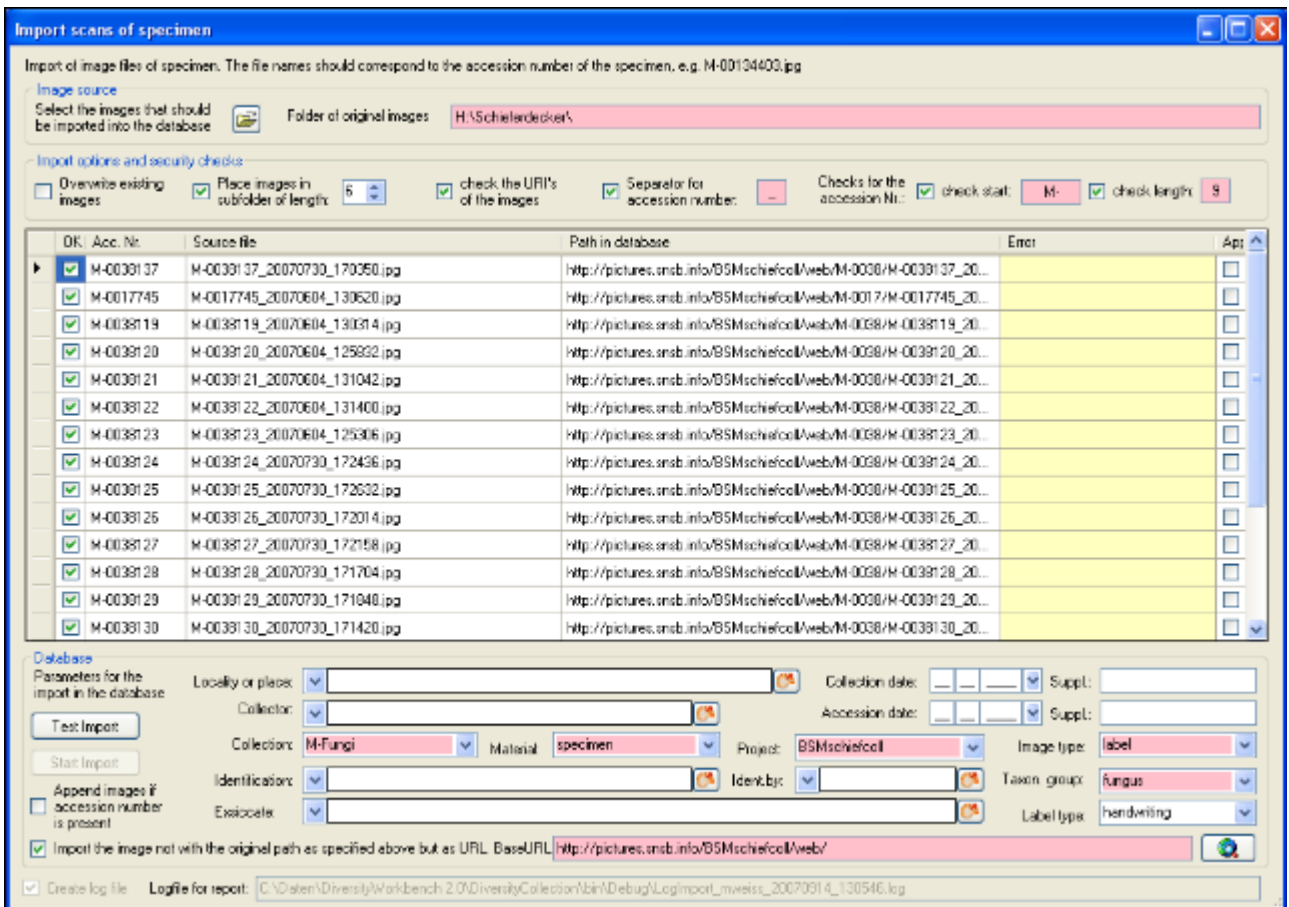 Import scans of specimen
Import of image files of specimen. The file names should correspond to the accession number of the specimen, e.g. M-00134403.jpg
Image source
Select the images that should be imported into the database
Folder of original images H:\Schieferdecker\
Import options and security checks
Overwrite existing images
Place images in subfolder of length: 6
check the URI's of the images
Separator for accession number: _
Checks for the accession Nr.: check start: M- check length: 9
OK Acc. Nr. Source file Path in database Error App
M-0038137 M-0038137_20070730_170350.jpg http://pictures.snsb.info/BSMschiefcoll/web/M-0038/M-0038137_20...
M-0017745 M-0017745_20070604_130620.jpg http://pictures.snsb.info/BSMschiefcoll/web/M-0017/M-0017745_20...
M-0038119 M-0038119_20070604_130314.jpg http://pictures.snsb.info/BSMschiefcoll/web/M-0038/M-0038119_20...
M-0038120 M-0038120_20070604_125832.jpg http://pictures.snsb.info/BSMschiefcoll/web/M-0038/M-0038120_20...
M-0038121 M-0038121_20070604_131042.jpg http://pictures.snsb.info/BSMschiefcoll/web/M-0038/M-0038121_20...
M-0038122 M-0038122_20070604_131400.jpg http://pictures.snsb.info/BSMschiefcoll/web/M-0038/M-0038122_20...
M-0038123 M-0038123_20070604_125306.jpg http://pictures.snsb.info/BSMschiefcoll/web/M-0038/M-0038123_20...
M-0038124 M-0038124_20070730_172436.jpg http://pictures.snsb.info/BSMschiefcoll/web/M-0038/M-0038124_20...
M-0038125 M-0038125_20070730_172632.jpg http://pictures.snsb.info/BSMschiefcoll/web/M-0038/M-0038125_20...
M-0038126 M-0038126_20070730_172014.jpg http://pictures.snsb.info/BSMschiefcoll/web/M-0038/M-0038126_20...
M-0038127 M-0038127_20070730_172158.jpg http://pictures.snsb.info/BSMschiefcoll/web/M-0038/M-0038127_20...
M-0038128 M-0038128_20070730_171704.jpg http://pictures.snsb.info/BSMschiefcoll/web/M-0038/M-0038128_20...
M-0038129 M-0038129_20070730_171848.jpg http://pictures.snsb.info/BSMschiefcoll/web/M-0038/M-0038129_20...
M-0038130 M-0038130_20070730_171420.jpg http://pictures.snsb.info/BSMschiefcoll/web/M-0038/M-0038130_20...
Database
Parameters for the import in the database
Locality or place: Collection date: __ __ ____ Suppl.:
Test Import
Collector: Accession date: __ __ ____ Suppl.:
Collection: M-Fungi Material: specimen Project: BSMschiefcoll Image type: label
Start Import
Identification: Ident.by: Taxon. group: fungus
Append images if accession number is present
Exsiccate: Label type: handwriting
Import the image not with the original path as specified above but as URL. BaseURL: http://pictures.snsb.info/BSMschiefcoll/web/
Create log file Logfile for report: C:\Daten\DiversityWorkbench 2.0\DiversityCollection\bin\Debug\LogImport_mweiss_20070914_130546.log